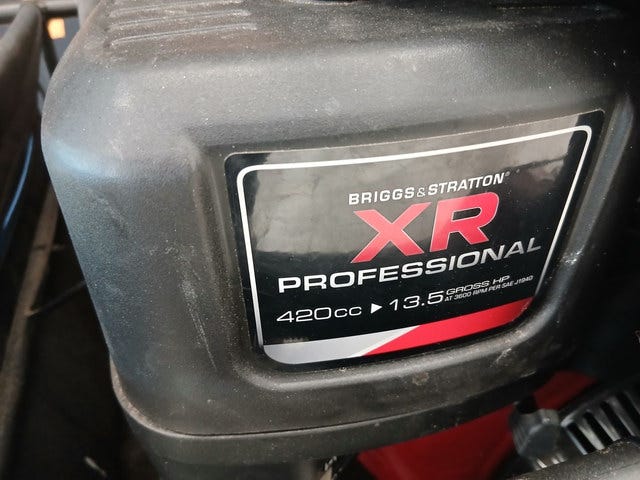 BRIGGS & STRATTON®
XR
PROFESSIONAL
420cc ▶ 13.5 GROSS HP
AT 3600 RPM PER SAE J1940